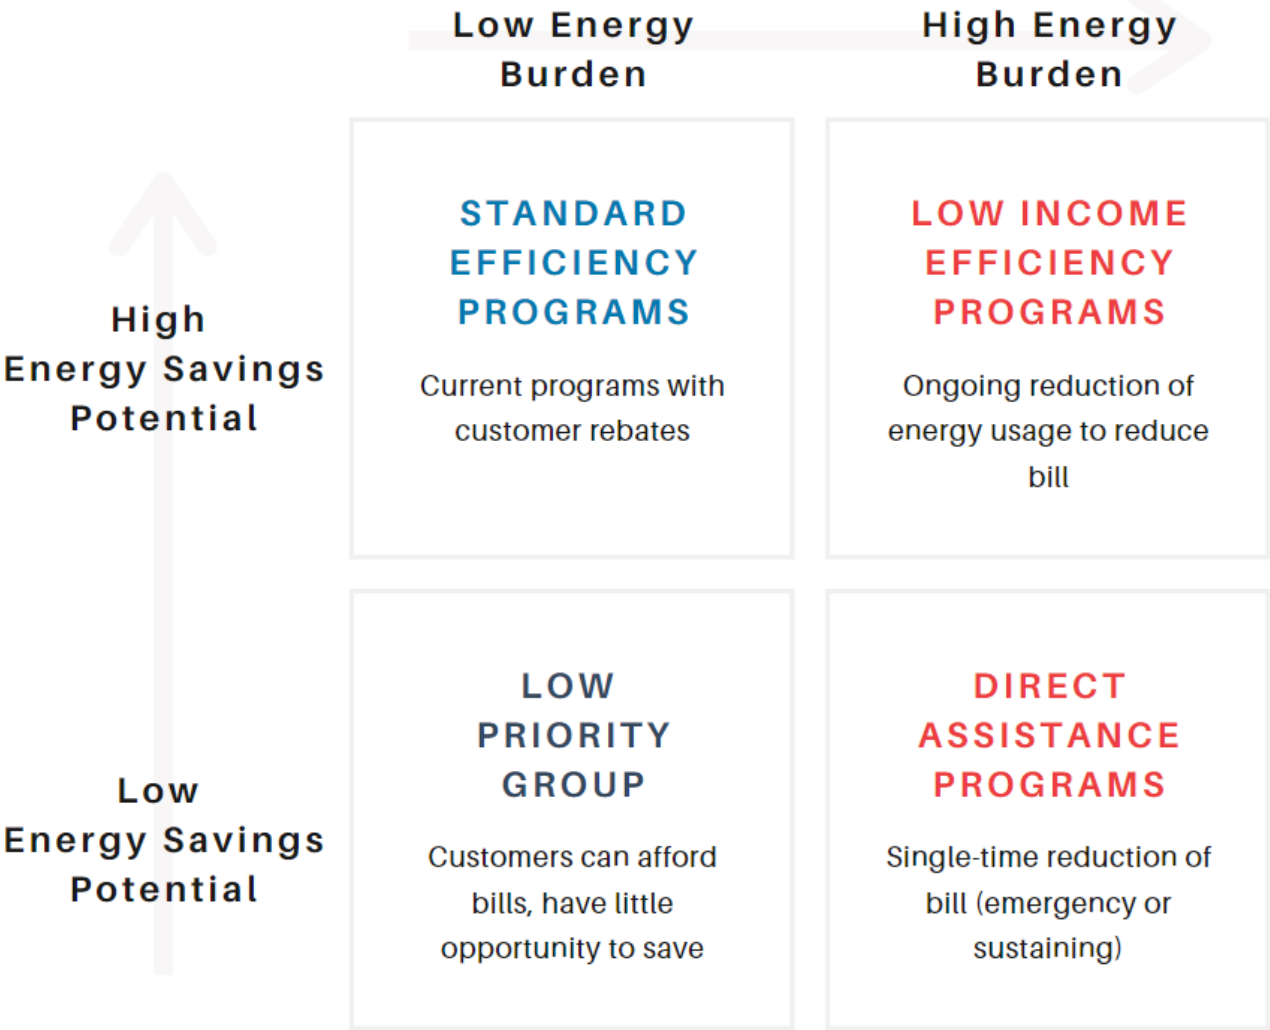 Low Energy
Burden
High Energy
Burden
High
Energy Savings
Potential
STANDARD
EFFICIENCY
PROGRAMS
Current programs with
customer rebates
LOW INCOME
EFFICIENCY
PROGRAMS
Ongoing reduction of
energy usage to reduce
bill
Low
Energy Savings
Potential
LOW
PRIORITY
GROUP
Customers can afford
bills, have little
opportunity to save
DIRECT
ASSISTANCE
PROGRAMS
Single-time reduction of
bill (emergency or
sustaining)